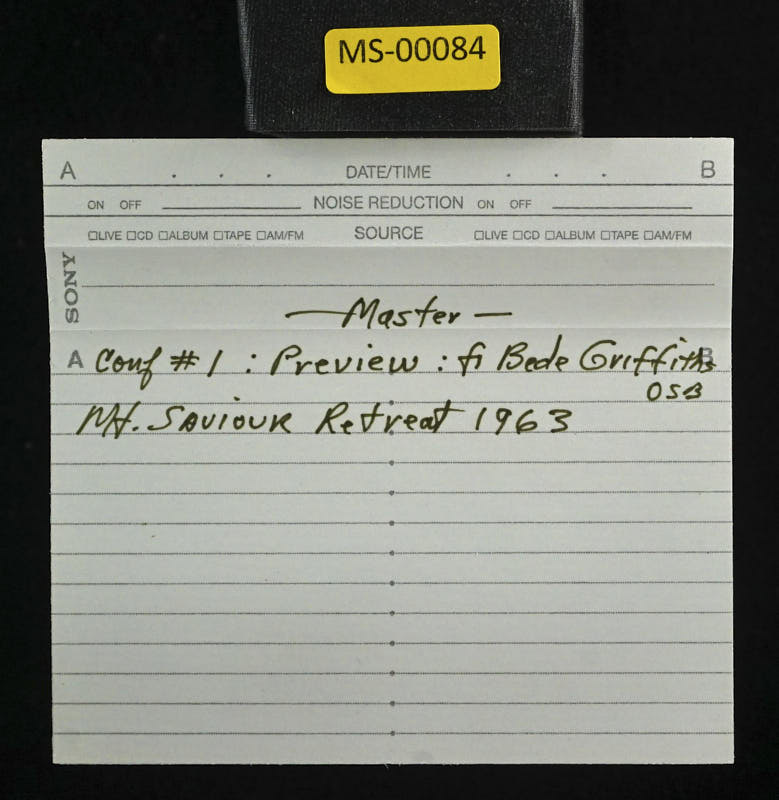 MS-00084
A . . . DATE/TIME . . . B
ON OFF NOISE REDUCTION ON OFF
□LIVE □CD □ALBUM □TAPE □AM/FM SOURCE □LIVE □CD □ALBUM □TAPE □AM/FM
SONY
— Master —
A Conf # 1 : Preview : fr Bede Griffiths B
OSB
Mt. Saviour Retreat 1963